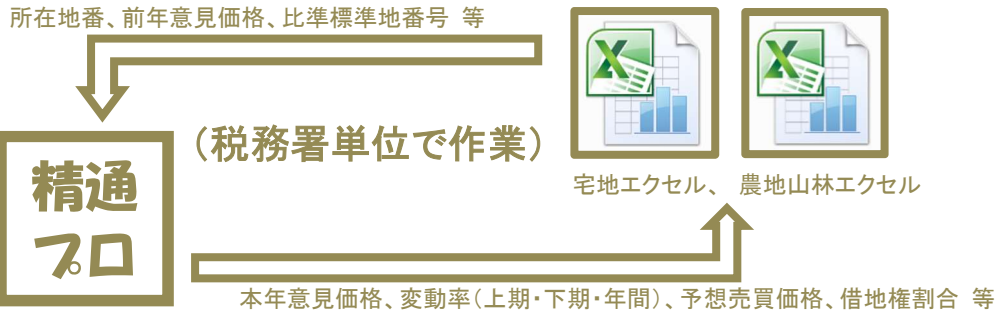 所在地番、前年意見価格、比準標準地番号 等
(税務署単位で作業)
精通
プロ
宅地エクセル、 農地山林エクセル
本年意見価格、変動率(上期・下期・年間)、予想売買価格、借地権割合 等